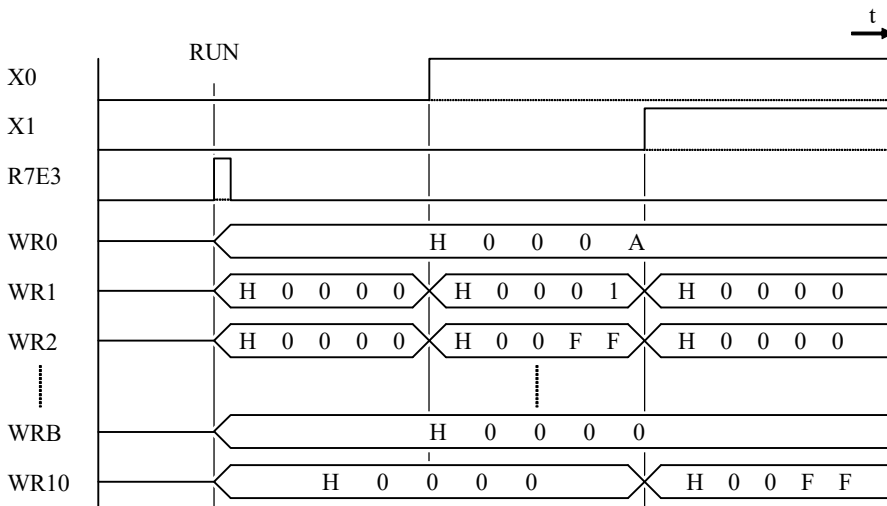 t
RUN
X0
X1
R7E3
WR0 H 0 0 0 A
WR1 H 0 0 0 0 H 0 0 0 1 H 0 0 0 0
WR2 H 0 0 0 0 H 0 0 F F H 0 0 0 0
WRB H 0 0 0 0
WR10 H 0 0 0 0 H 0 0 F F